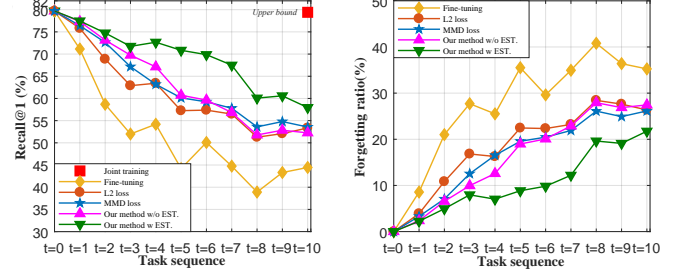 82
80
75
70
65
60
55
50
45
40
35
30
Recall@1 (%)
Upper bound
Joint training
Fine-tuning
L2 loss
MMD loss
Our method w/o EST.
Our method w EST.
t=0 t=1 t=2 t=3 t=4 t=5 t=6 t=7 t=8 t=9 t=10
Task sequence
50
40
30
20
10
0
Forgetting ratio(%)
Fine-tuning
L2 loss
MMD loss
Our method w/o EST.
Our method w EST.
t=0 t=1 t=2 t=3 t=4 t=5 t=6 t=7 t=8 t=9 t=10
Task sequence